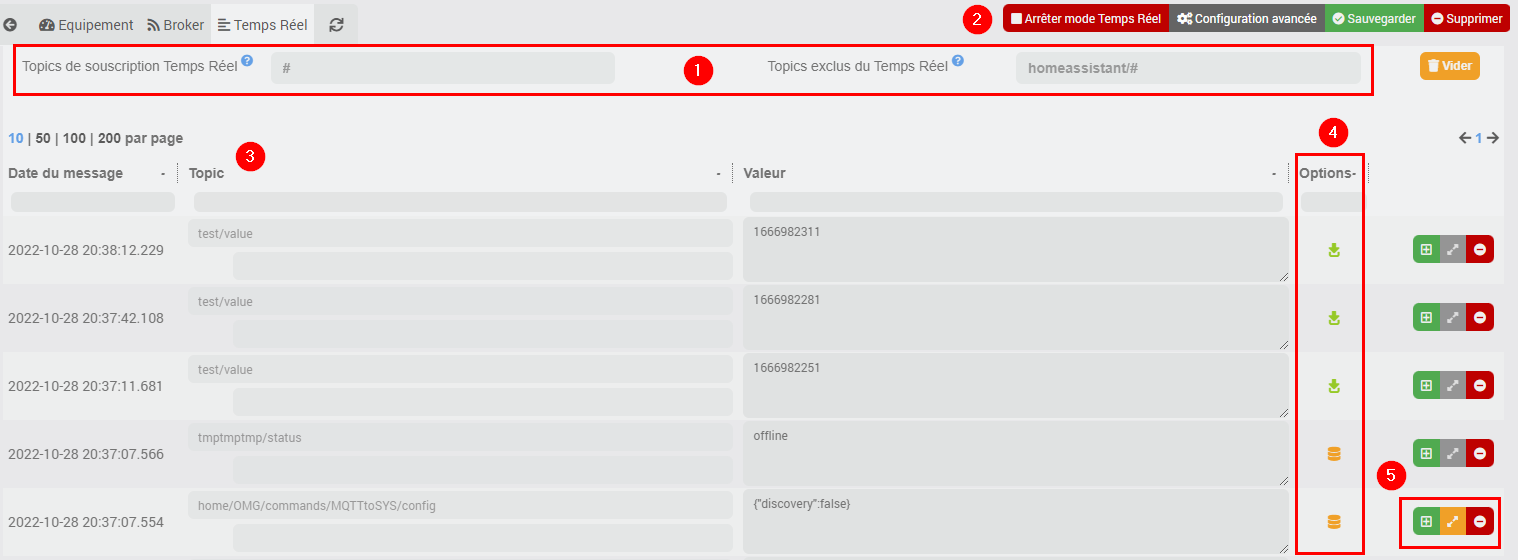 Equipement Broker Temps Réel
2 Arrêter mode Temps Réel Configuration avancée Sauvegarder Supprimer
Topics de souscription Temps Réel ? # 1 Topics exclus du Temps Réel ? homeassistant/# Vider
10 | 50 | 100 | 200 par page 1
3 4
Date du message - Topic - Valeur - Options-
2022-10-28 20:38:12.229 test/value 1666982311
2022-10-28 20:37:42.108 test/value 1666982281
2022-10-28 20:37:11.681 test/value 1666982251
2022-10-28 20:37:07.566 tmptmptmp/status offline
5
2022-10-28 20:37:07.554 home/OMG/commands/MQTTtoSYS/config {"discovery":false}